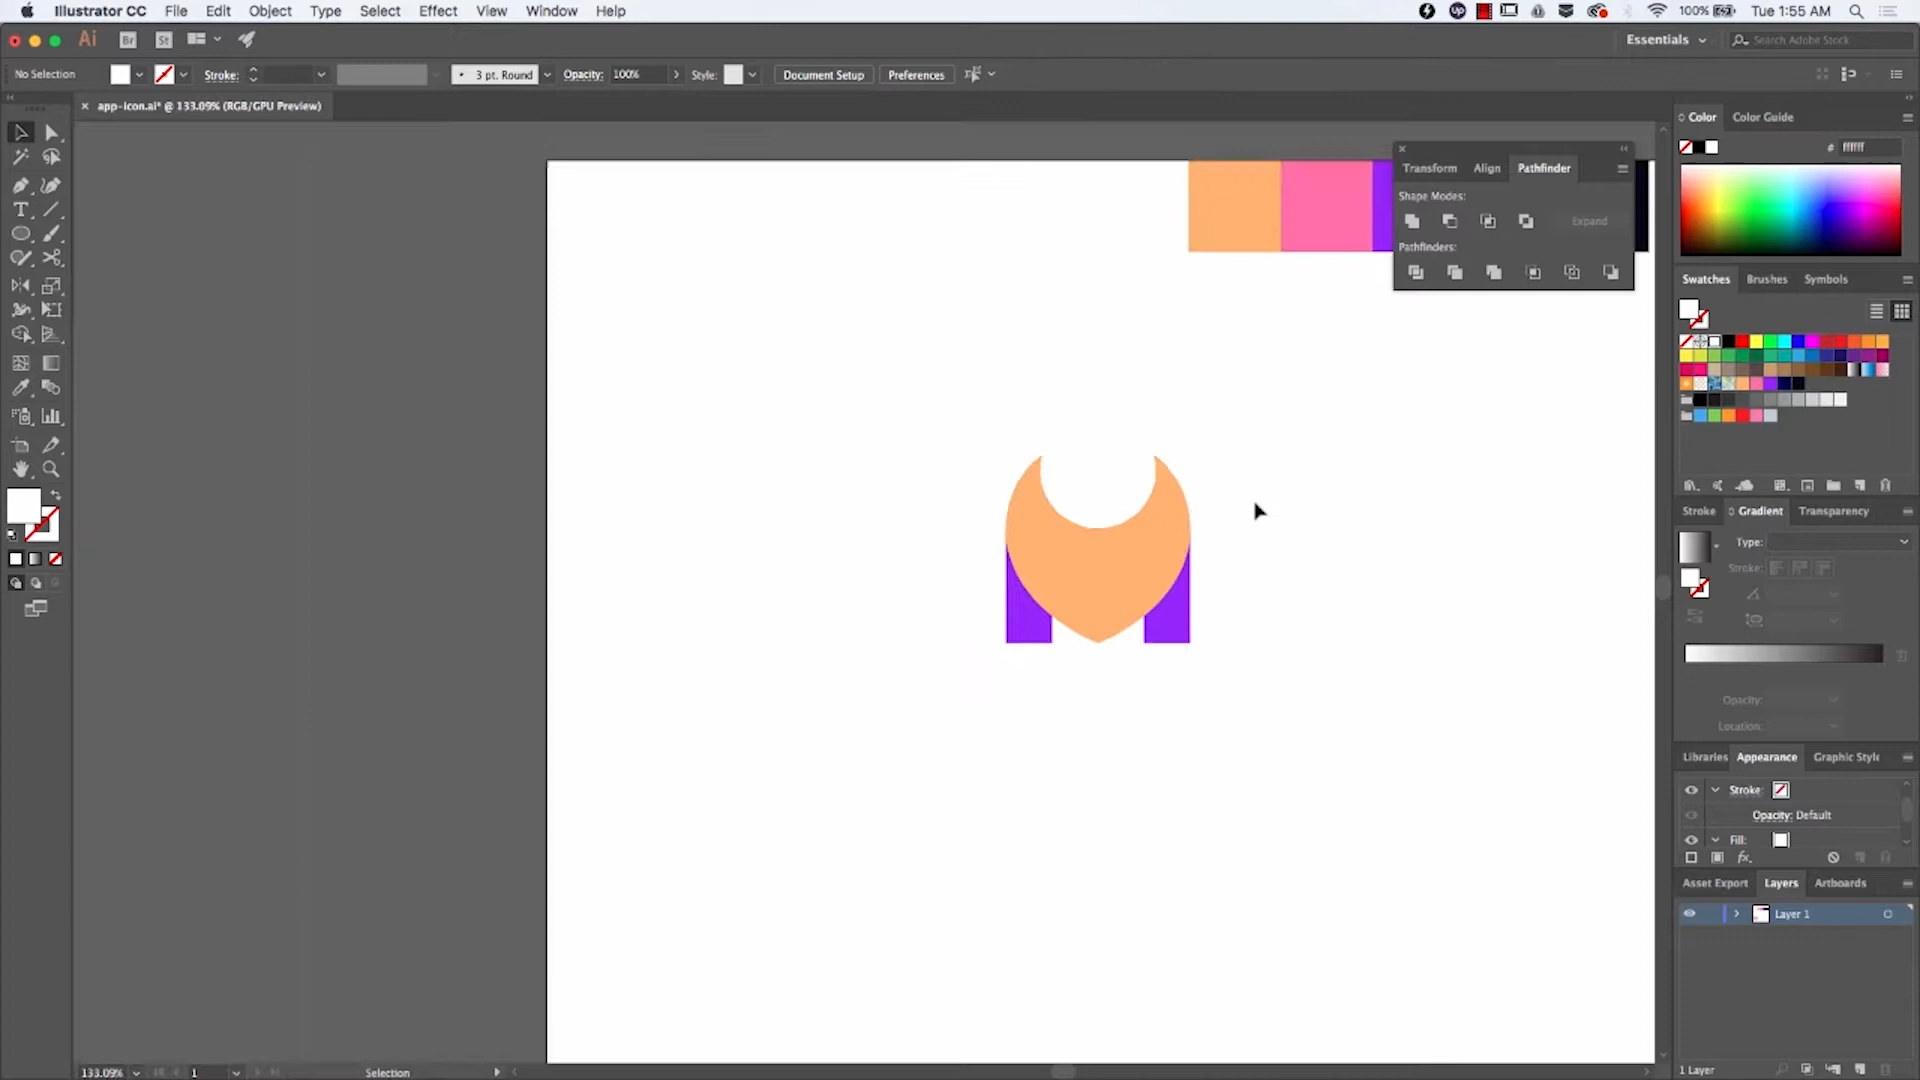 Illustrator CC File Edit Object Type Select Effect View Window Help
100% Tue 1:55 AM
Ai Br St Essentials Search Adobe Stock
No Selection Stroke: 3 pt. Round Opacity: 100% Style: Document Setup Preferences
× app-icon.ai* @ 133.09% (RGB/GPU Preview)
Color Color Guide
# ffffff
Transform Align Pathfinder
Shape Modes:
Expand
Pathfinders:
Swatches Brushes Symbols
Stroke Gradient Transparency
Type:
Stroke:
Opacity:
Location:
Libraries Appearance Graphic Style
Stroke:
Opacity: Default
Fill:
fx
Asset Export Layers Artboards
Layer 1
133.09% 1 Selection
1 Layer